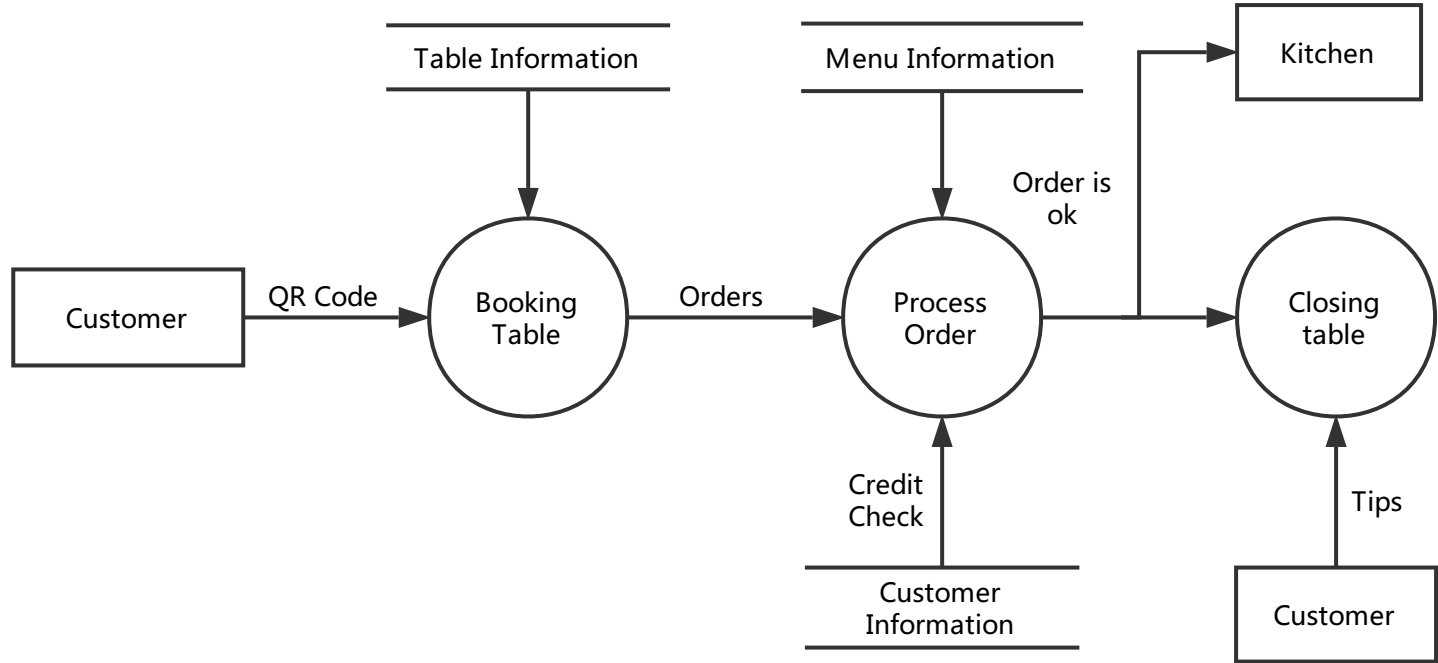 Table Information
Menu Information
Kitchen
Order is
ok
Customer
QR Code
Booking
Table
Orders
Process
Order
Closing
table
Credit
Check
Tips
Customer
Information
Customer